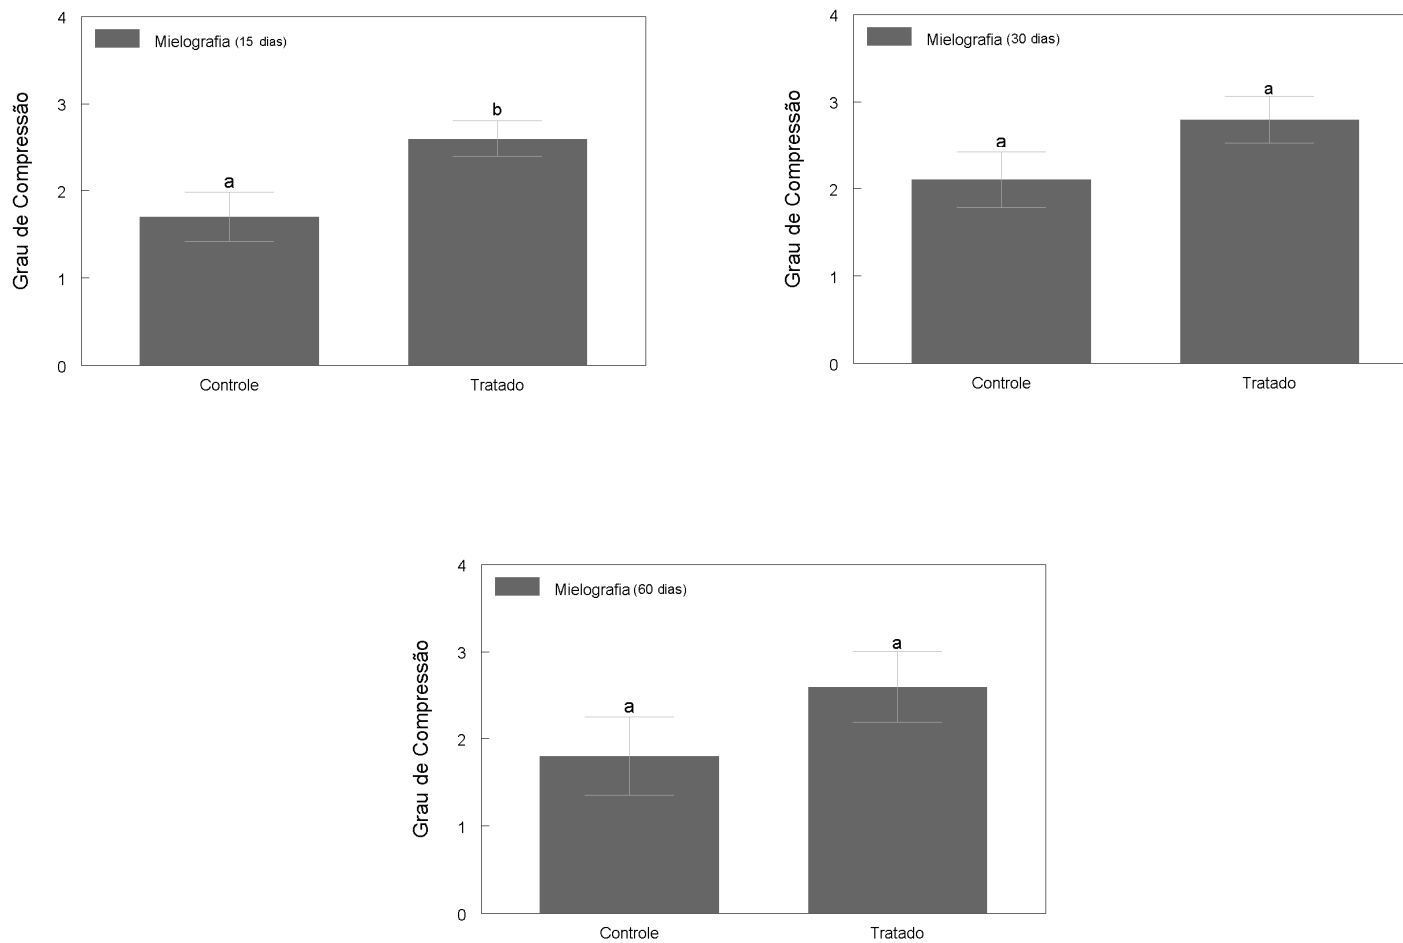 4
Mielografia (15 dias)
3
2
1
0
Grau de Compressão
a
b
Controle
Tratado
4
Mielografia (30 dias)
3
2
1
0
Grau de Compressão
a
a
Controle
Tratado
4
Mielografia (60 dias)
3
2
1
0
Grau de Compressão
a
a
Controle
Tratado